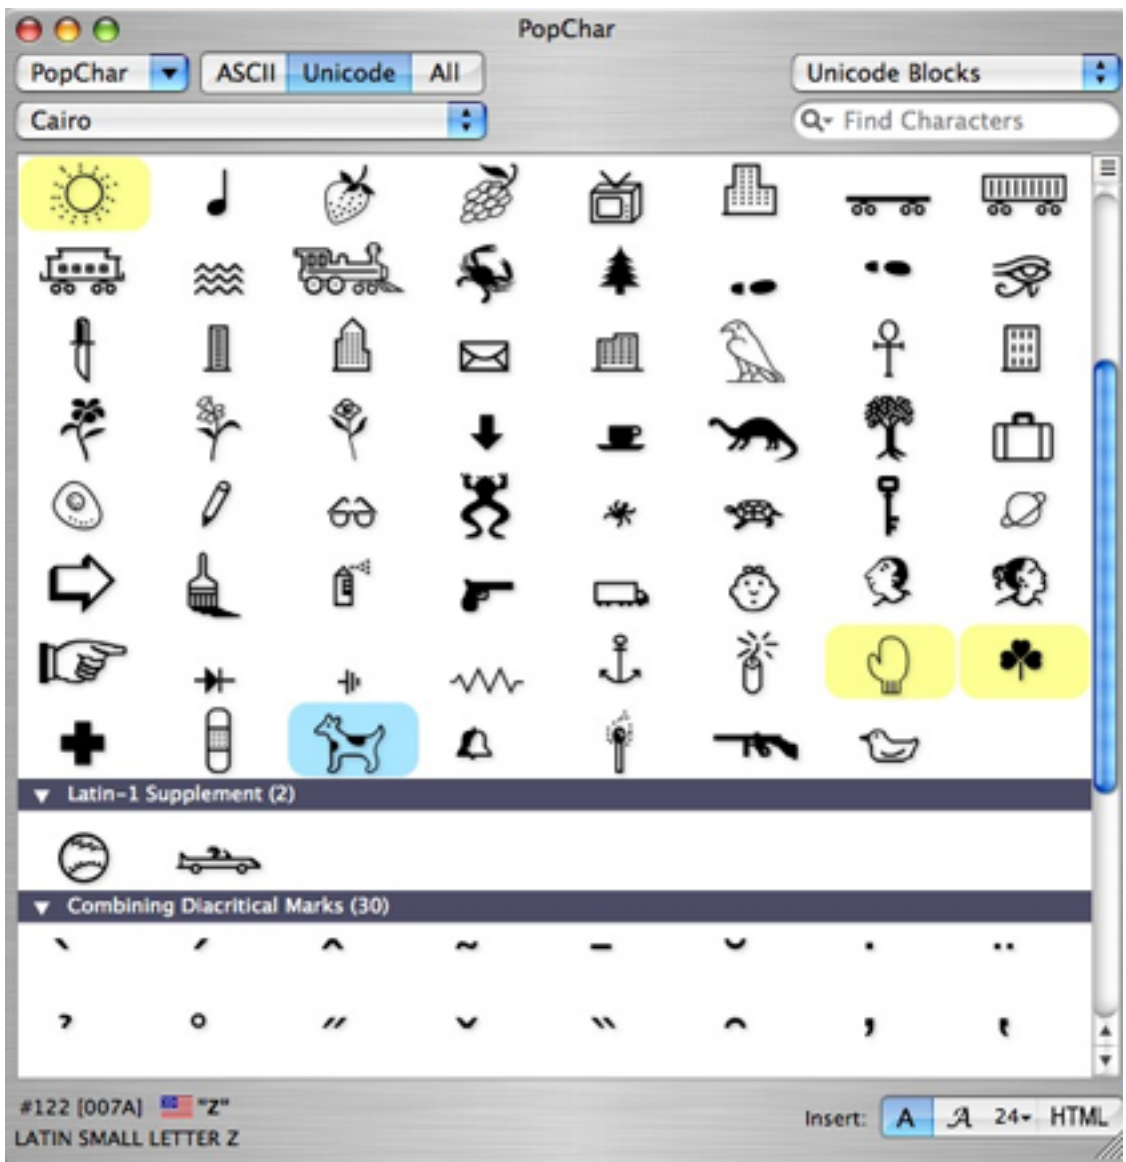 PopChar
PopChar ASCII Unicode All Unicode Blocks
Cairo Find Characters
Latin-1 Supplement (2)
Combining Diacritical Marks (30)
#122 [007A] "Z" Insert: A A 24 HTML
LATIN SMALL LETTER Z